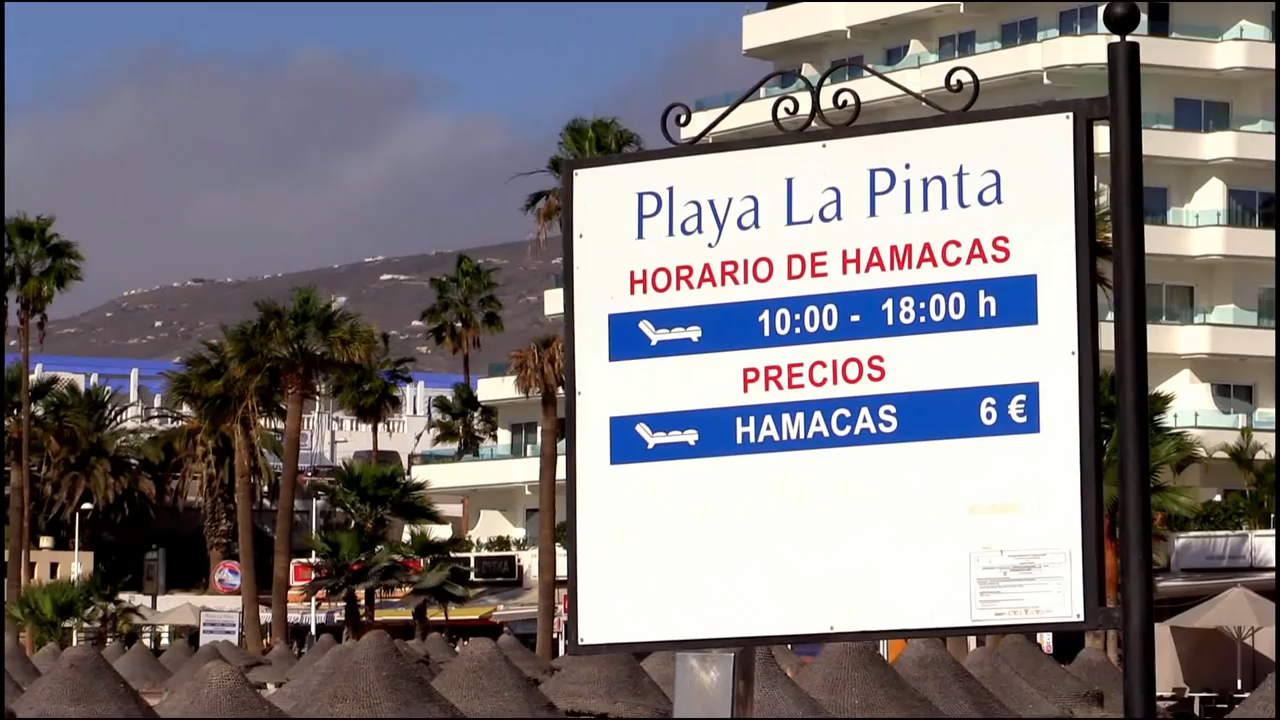 Playa La Pinta
HORARIO DE HAMACAS
10:00 - 18:00 h
PRECIOS
HAMACAS 6 €